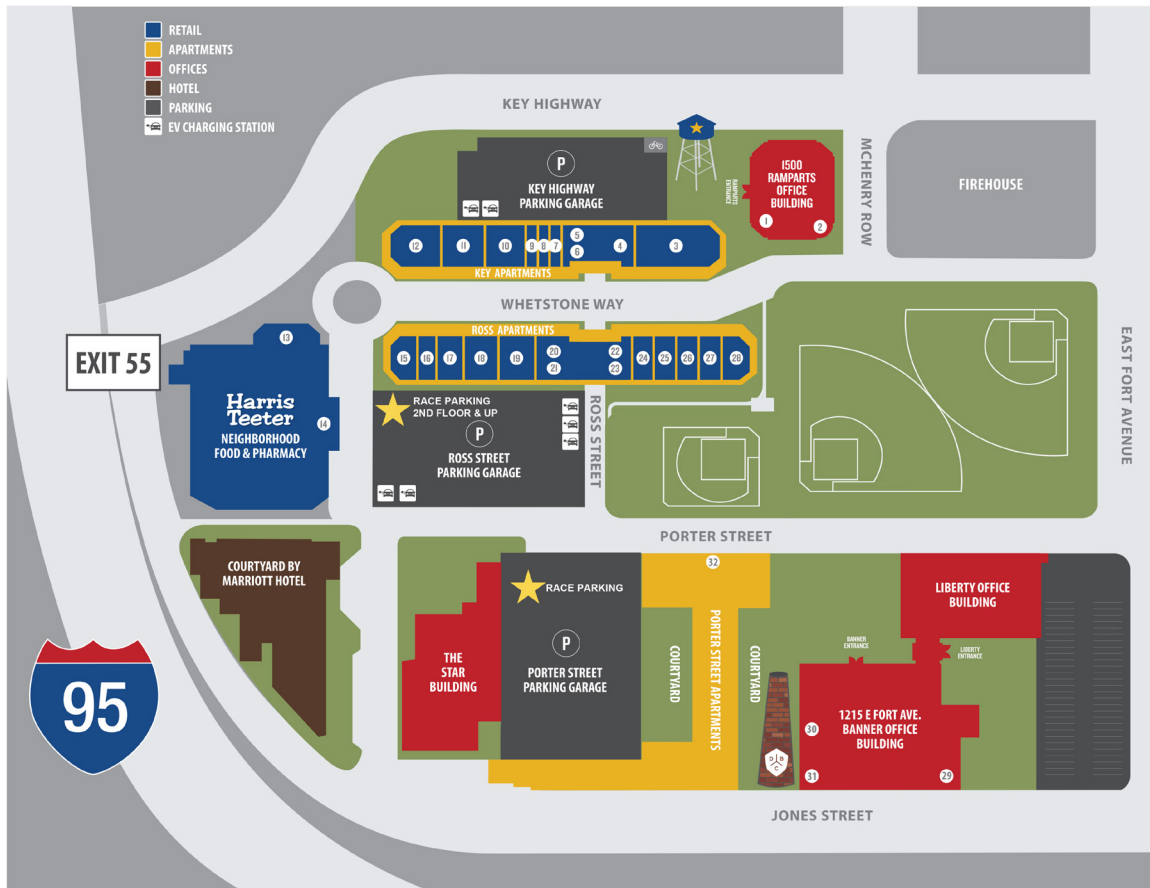 RETAIL
APARTMENTS
OFFICES
HOTEL
PARKING
EV CHARGING STATION
KEY HIGHWAY
MCHENRY ROW
P
KEY HIGHWAY
PARKING GARAGE
1500
RAMPARTS
OFFICE
BUILDING
RAMPARTS
ENTRANCE
1
2
FIREHOUSE
12
11
10
9
8
7
5
6
4
3
KEY APARTMENTS
WHETSTONE WAY
ROSS APARTMENTS
15
16
17
18
19
20
21
22
23
24
25
26
27
28
EXIT 55
13
Harris
Teeter
NEIGHBORHOOD
FOOD & PHARMACY
14
RACE PARKING
2ND FLOOR & UP
P
ROSS STREET
PARKING GARAGE
ROSS STREET
EAST FORT AVENUE
PORTER STREET
COURTYARD BY
MARRIOTT HOTEL
THE
STAR
BUILDING
RACE PARKING
P
PORTER STREET
PARKING GARAGE
COURTYARD
32
PORTER STREET APARTMENTS
COURTYARD
LIBERTY OFFICE
BUILDING
BANNER
ENTRANCE
LIBERTY
ENTRANCE
1215 E FORT AVE.
BANNER OFFICE
BUILDING
30
31
29
D B
C
95
JONES STREET